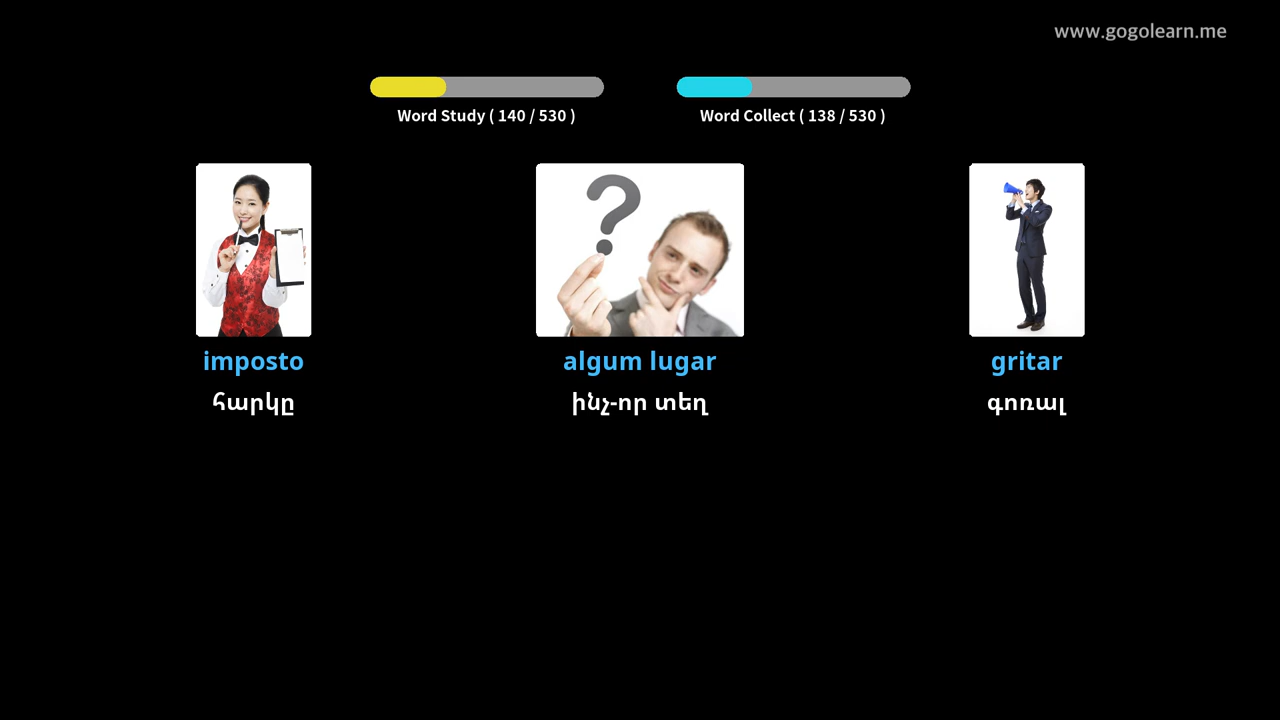 www.gogolearn.me
Word Study ( 140 / 530 )
Word Collect ( 138 / 530 )
imposto
algum lugar
gritar
հարկը
ինչ-որ տեղ
գոռալ